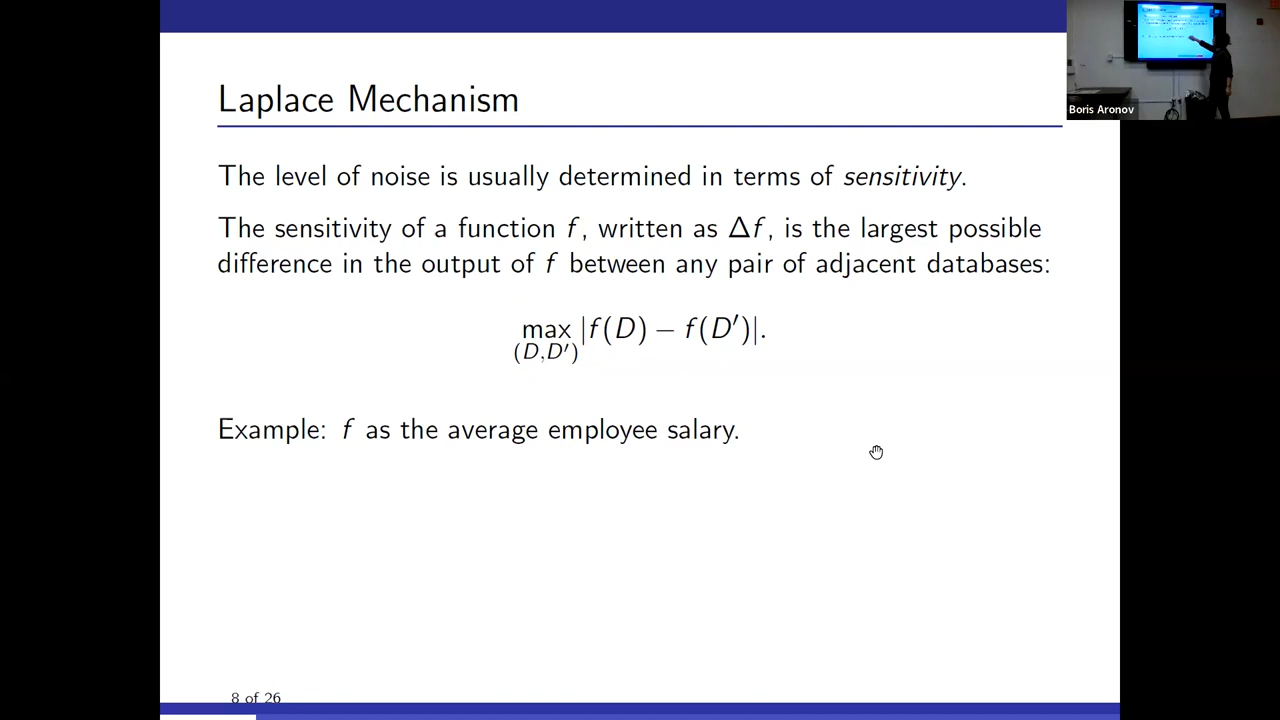 Laplace Mechanism
Boris Aronov
The level of noise is usually determined in terms of sensitivity.
The sensitivity of a function f, written as Δf, is the largest possible
difference in the output of f between any pair of adjacent databases:
max |f(D) − f(D′)|.
(D,D′)
Example: f as the average employee salary.
8 of 26